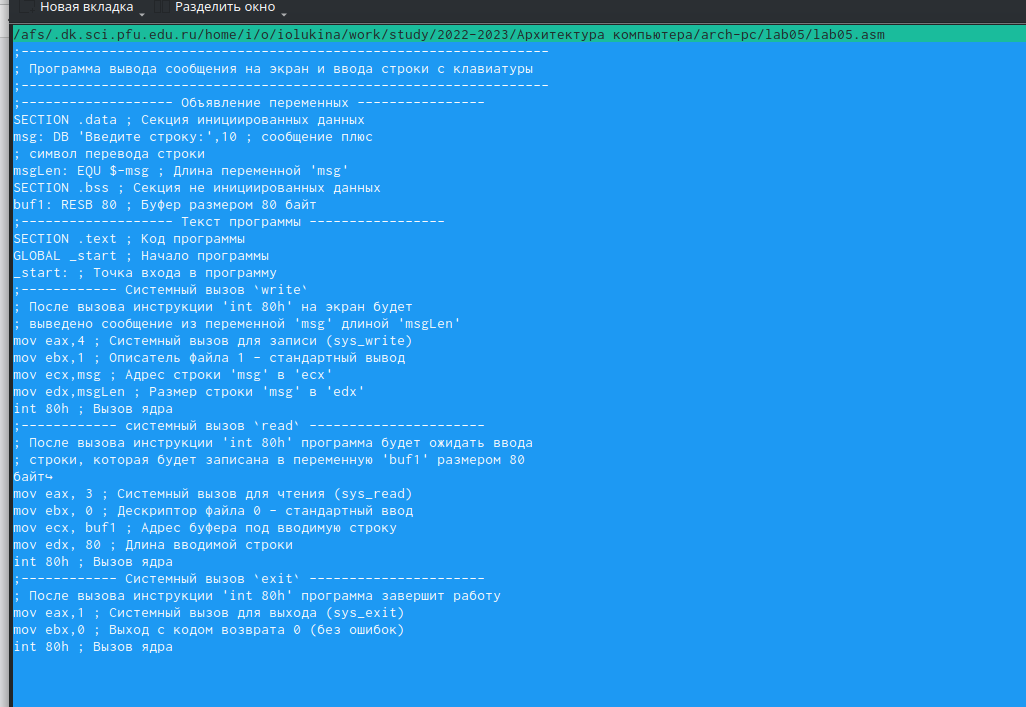 Новая вкладка Разделить окно
/afs/.dk.sci.pfu.edu.ru/home/i/o/iolukina/work/study/2022-2023/Архитектура компьютера/arch-pc/lab05/lab05.asm
;------------------------------------------------------------------
; Программа вывода сообщения на экран и ввода строки с клавиатуры
;------------------------------------------------------------------
;------------------- Объявление переменных ----------------
SECTION .data ; Секция инициированных данных
msg: DB 'Введите строку:',10 ; сообщение плюс
; символ перевода строки
msgLen: EQU $-msg ; Длина переменной 'msg'
SECTION .bss ; Секция не инициированных данных
buf1: RESB 80 ; Буфер размером 80 байт
;------------------- Текст программы -----------------
SECTION .text ; Код программы
GLOBAL _start ; Начало программы
_start: ; Точка входа в программу
;------------ Системный вызов `write`
; После вызова инструкции 'int 80h' на экран будет
; выведено сообщение из переменной 'msg' длиной 'msgLen'
mov eax,4 ; Системный вызов для записи (sys_write)
mov ebx,1 ; Описатель файла 1 - стандартный вывод
mov ecx,msg ; Адрес строки 'msg' в 'ecx'
mov edx,msgLen ; Размер строки 'msg' в 'edx'
int 80h ; Вызов ядра
;------------ системный вызов `read` ----------------------
; После вызова инструкции 'int 80h' программа будет ожидать ввода
; строки, которая будет записана в переменную 'buf1' размером 80
байт↪
mov eax, 3 ; Системный вызов для чтения (sys_read)
mov ebx, 0 ; Дескриптор файла 0 - стандартный ввод
mov ecx, buf1 ; Адрес буфера под вводимую строку
mov edx, 80 ; Длина вводимой строки
int 80h ; Вызов ядра
;------------ Системный вызов `exit` ----------------------
; После вызова инструкции 'int 80h' программа завершит работу
mov eax,1 ; Системный вызов для выхода (sys_exit)
mov ebx,0 ; Выход с кодом возврата 0 (без ошибок)
int 80h ; Вызов ядра